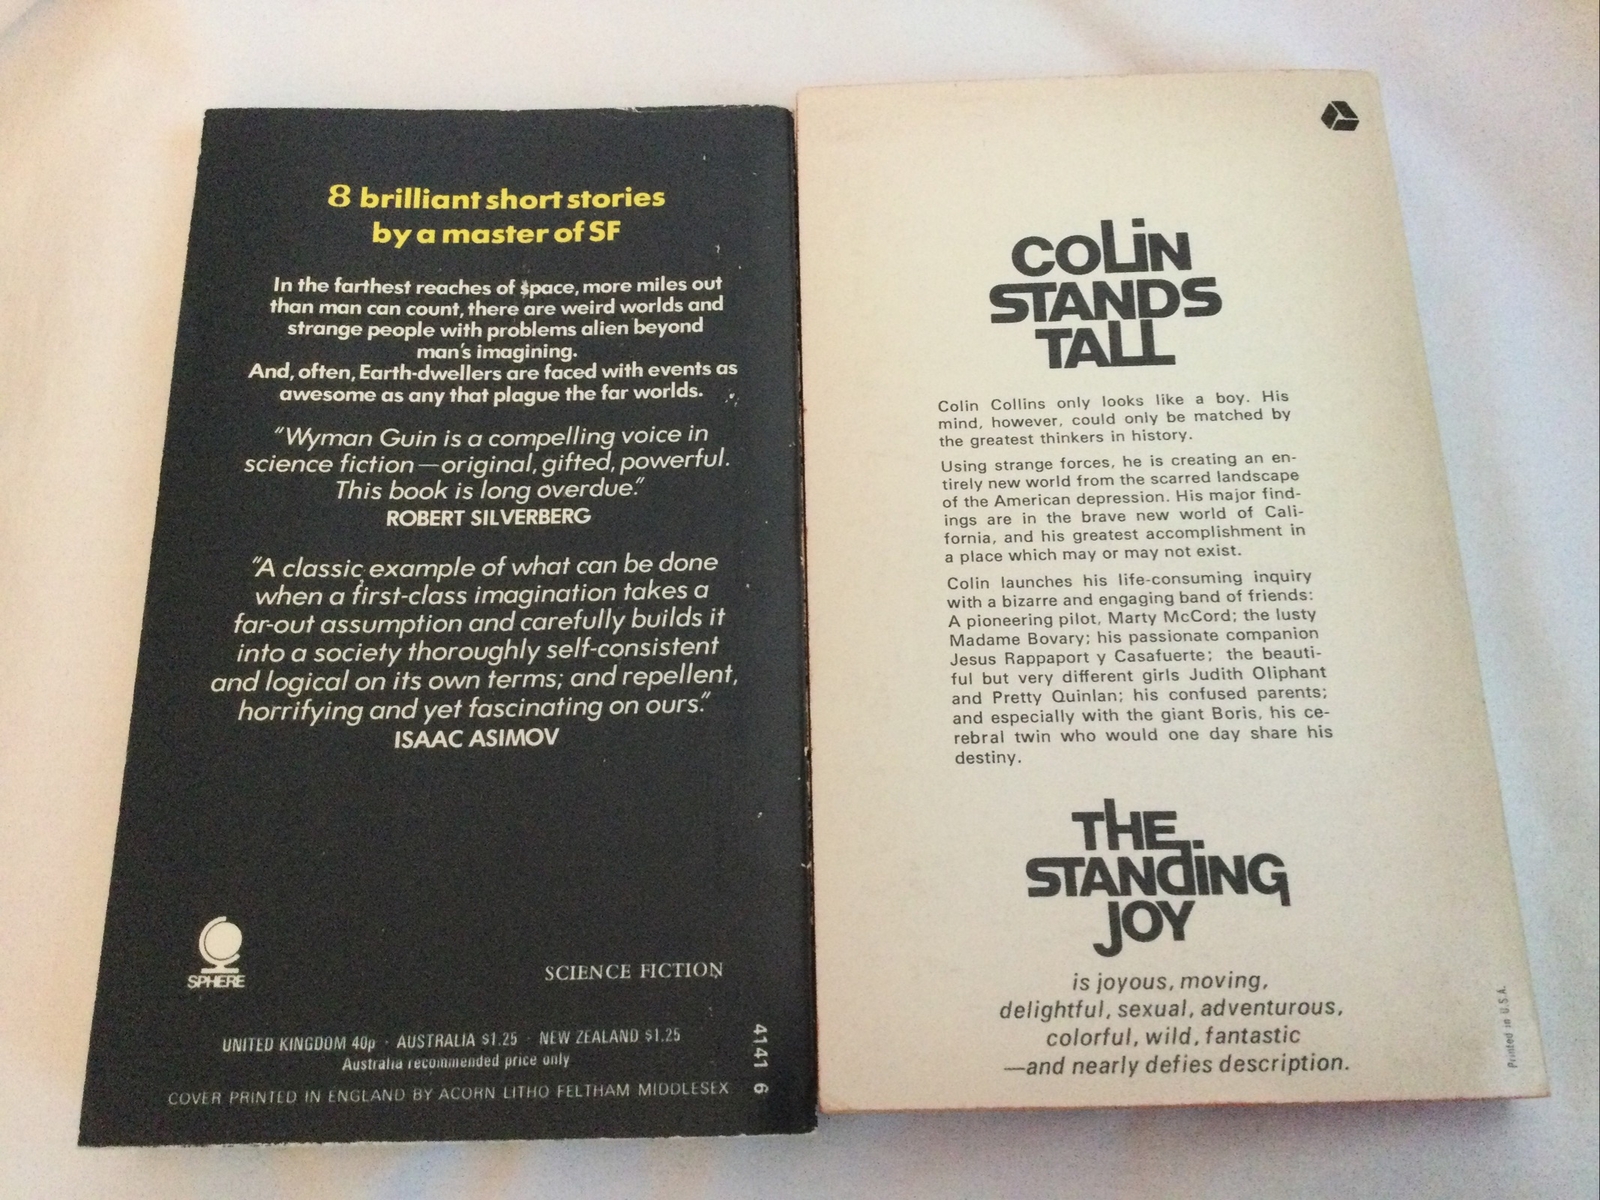 8 brilliant short stories
by a master of SF
In the farthest reaches of space, more miles out
than man can count, there are weird worlds and
strange people with problems alien beyond
man's imagining.
And, often, Earth-dwellers are faced with events as
awesome as any that plague the far worlds.
"Wyman Guin is a compelling voice in
science fiction—original, gifted, powerful.
This book is long overdue."
ROBERT SILVERBERG
"A classic example of what can be done
when a first-class imagination takes a
far-out assumption and carefully builds it
into a society thoroughly self-consistent
and logical on its own terms; and repellent,
horrifying and yet fascinating on ours."
ISAAC ASIMOV
SPHERE
SCIENCE FICTION
UNITED KINGDOM 40p · AUSTRALIA $1.25 · NEW ZEALAND $1.25
Australia recommended price only
COVER PRINTED IN ENGLAND BY ACORN LITHO FELTHAM MIDDLESEX
4141 6
COLiN
STANDS
TALL
Colin Collins only looks like a boy. His
mind, however, could only be matched by
the greatest thinkers in history.
Using strange forces, he is creating an en-
tirely new world from the scarred landscape
of the American depression. His major find-
ings are in the brave new world of Cali-
fornia, and his greatest accomplishment in
a place which may or may not exist.
Colin launches his life-consuming inquiry
with a bizarre and engaging band of friends:
A pioneering pilot, Marty McCord; the lusty
Madame Bovary; his passionate companion
Jesus Rappaport y Casafuerte; the beauti-
ful but very different girls Judith Oliphant
and Pretty Quinlan; his confused parents;
and especially with the giant Boris, his ce-
rebral twin who would one day share his
destiny.
THE
STANdiNG
JOY
is joyous, moving,
delightful, sexual, adventurous,
colorful, wild, fantastic
—and nearly defies description.
Printed in U.S.A.